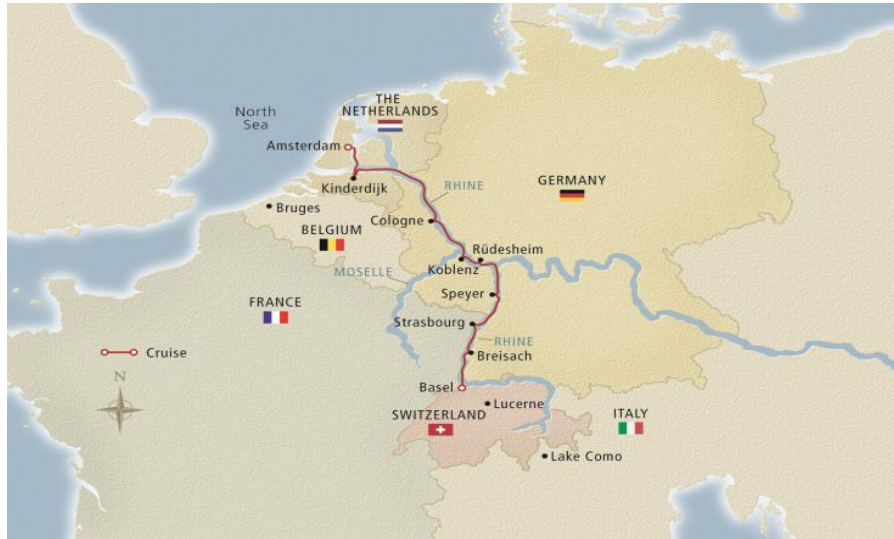 North
Sea
THE
NETHERLANDS
Amsterdam
Kinderdijk
RHINE
GERMANY
Bruges
Cologne
BELGIUM
Rüdesheim
Koblenz
MOSELLE
Speyer
FRANCE
Strasbourg
RHINE
Cruise
Breisach
N
Basel
Lucerne
SWITZERLAND
ITALY
Lake Como